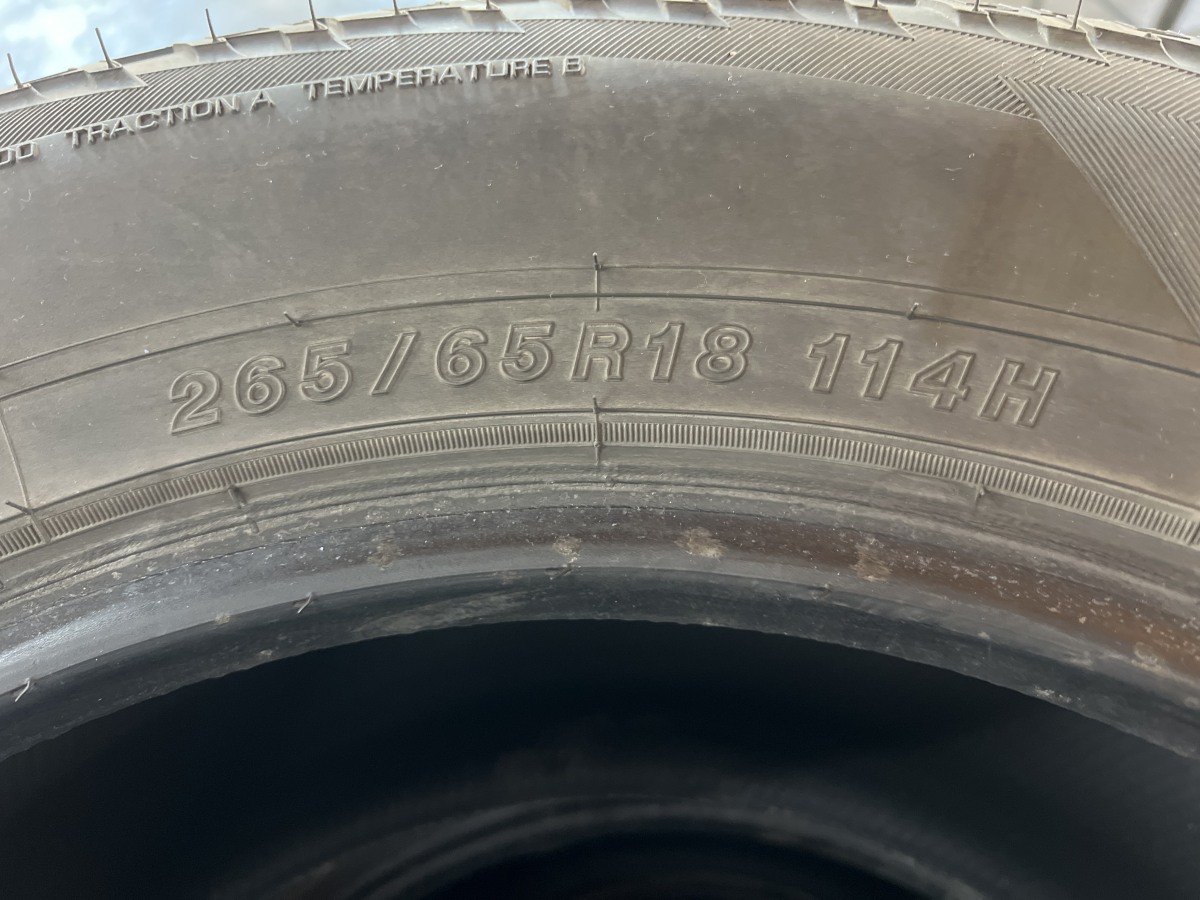 TRACTION A TEMPERATURE B
265/65R18 114H